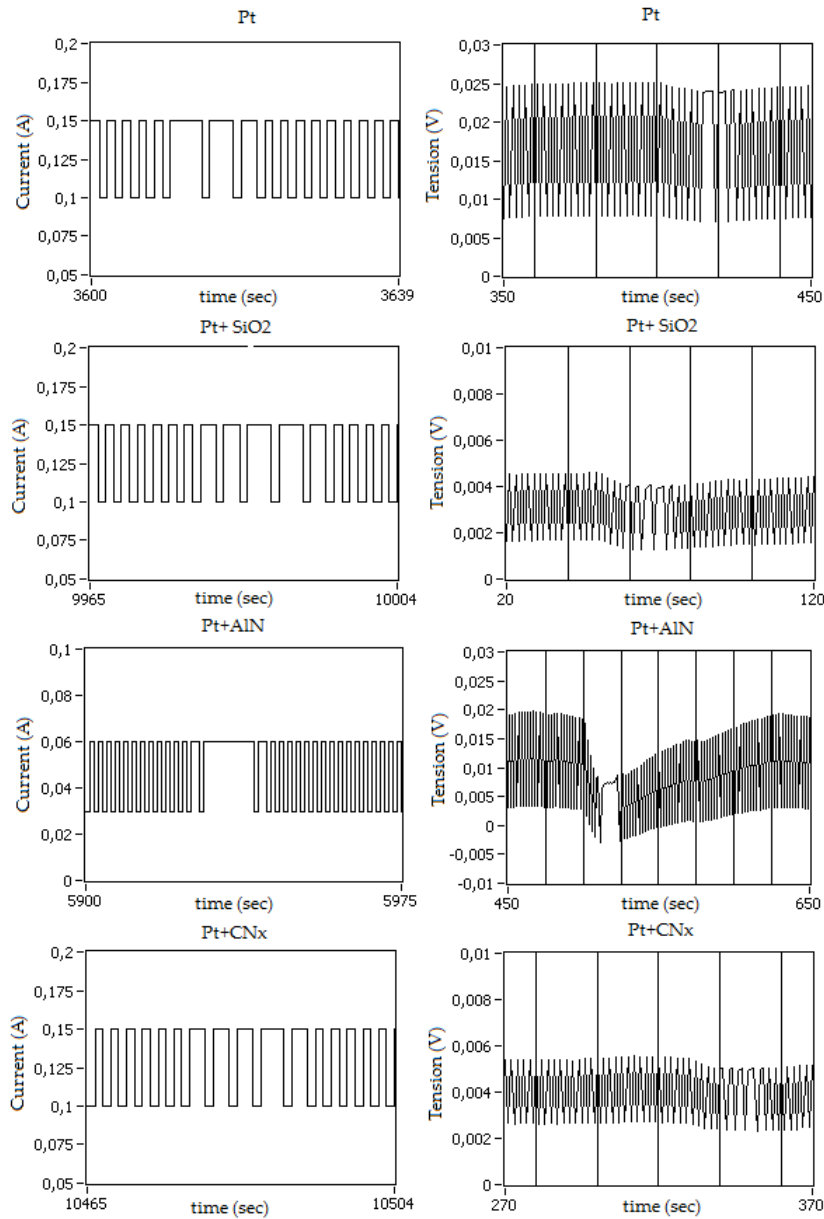 Pt
0,2
0,175
0,15
0,125
0,1
0,075
0,05
Current (A)
3600
time (sec)
3639
Pt
0,03
0,025
0,02
0,015
0,01
0,005
0
Tension (V)
350
time (sec)
450
Pt+ SiO2
0,2
0,175
0,15
0,125
0,1
0,075
0,05
Current (A)
9965
time (sec)
10004
Pt+ SiO2
0,01
0,008
0,006
0,004
0,002
0
Tension (V)
20
time (sec)
120
Pt+AlN
0,1
0,08
0,06
0,04
0,02
0
Current (A)
5900
time (sec)
5975
Pt+AlN
0,03
0,02
0,02
0,015
0,01
0,005
0
-0,005
-0,01
Tension (V)
450
time (sec)
650
Pt+CNx
0,2
0,175
0,15
0,125
0,1
0,075
0,05
Current (A)
10465
time (sec)
10504
Pt+CNx
0,01
0,008
0,006
0,004
0,002
0
Tension (V)
270
time (sec)
370